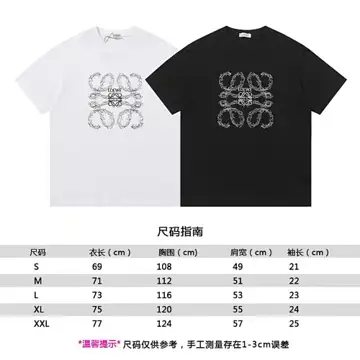 LOEWE
LOEWE
尺码指南
尺码 衣长（cm） 胸围（cm） 肩宽（cm） 袖长（cm）
S 69 108 49 21
M 71 112 51 22
L 73 116 53 23
XL 75 120 55 24
XXL 77 124 57 25
*温馨提示* 尺码仅供参考，手工测量存在1-3cm误差